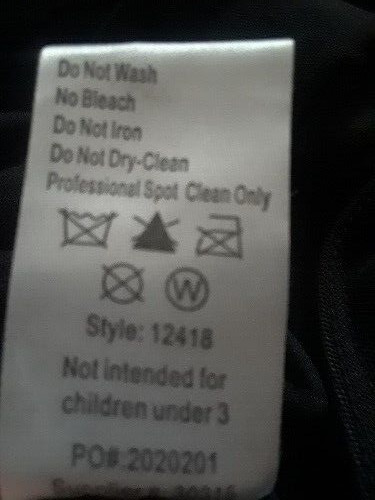 Do Not Wash
No Bleach
Do Not Iron
Do Not Dry-Clean
Professional Spot Clean Only
W
Style: 12418
Not intended for
children under 3
PO#:2020201
Supplier #: